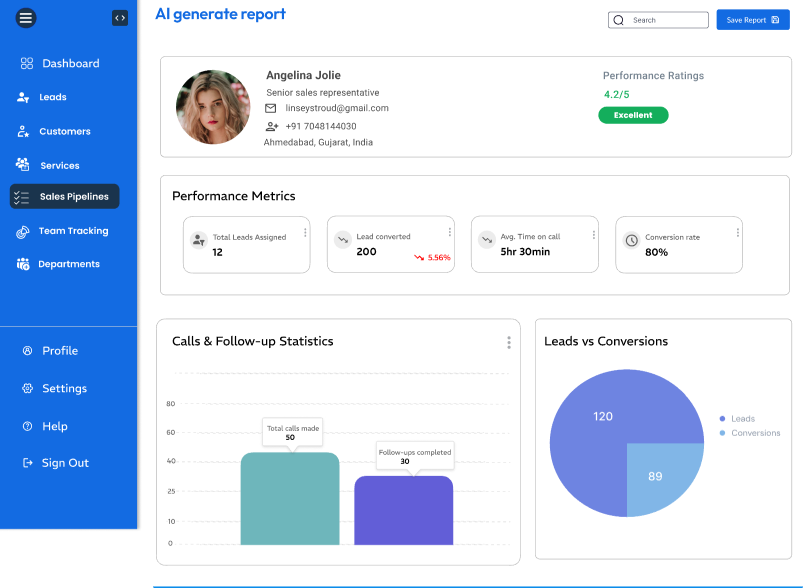 AI generate report
Search
Save Report
Dashboard
Leads
Customers
Services
Sales Pipelines
Team Tracking
Departments
Profile
Settings
Help
Sign Out
Angelina Jolie
Senior sales representative
linseystroud@gmail.com
+91 7048144030
Ahmedabad, Gujarat, India
Performance Ratings
4.2/5
Excellent
Performance Metrics
Total Leads Assigned
12
Lead converted
200
5.56%
Avg. Time on call
5hr 30min
Conversion rate
80%
Calls & Follow-up Statistics
80
60
40
25
10
0
Total calls made
50
Follow-ups completed
30
Leads vs Conversions
120
89
Leads
Conversions